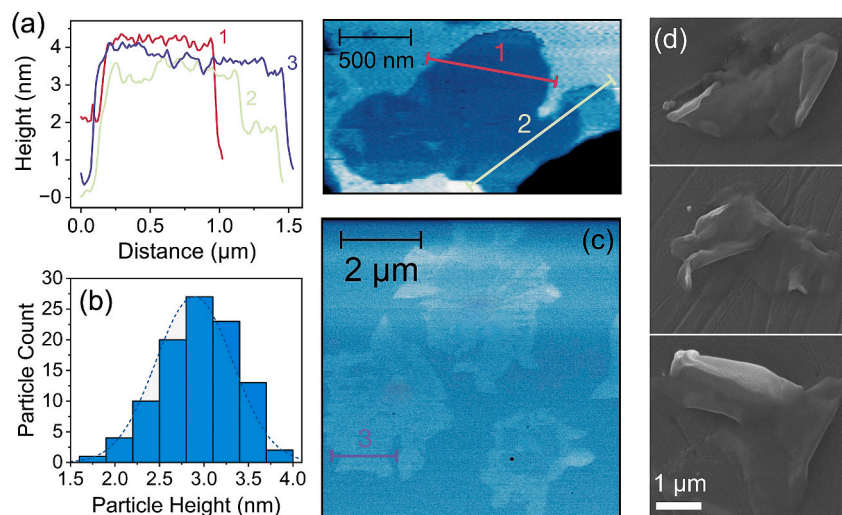 (a)
Height (nm)
4
3
2
1
−0
1
2
3
0.0 0.5 1.0 1.5
Distance (µm)
500 nm
1
2
(b)
Particle Count
30
25
20
15
10
5
0
1.5 2.0 2.5 3.0 3.5 4.0
Particle Height (nm)
2 µm
(c)
3
(d)
1 µm